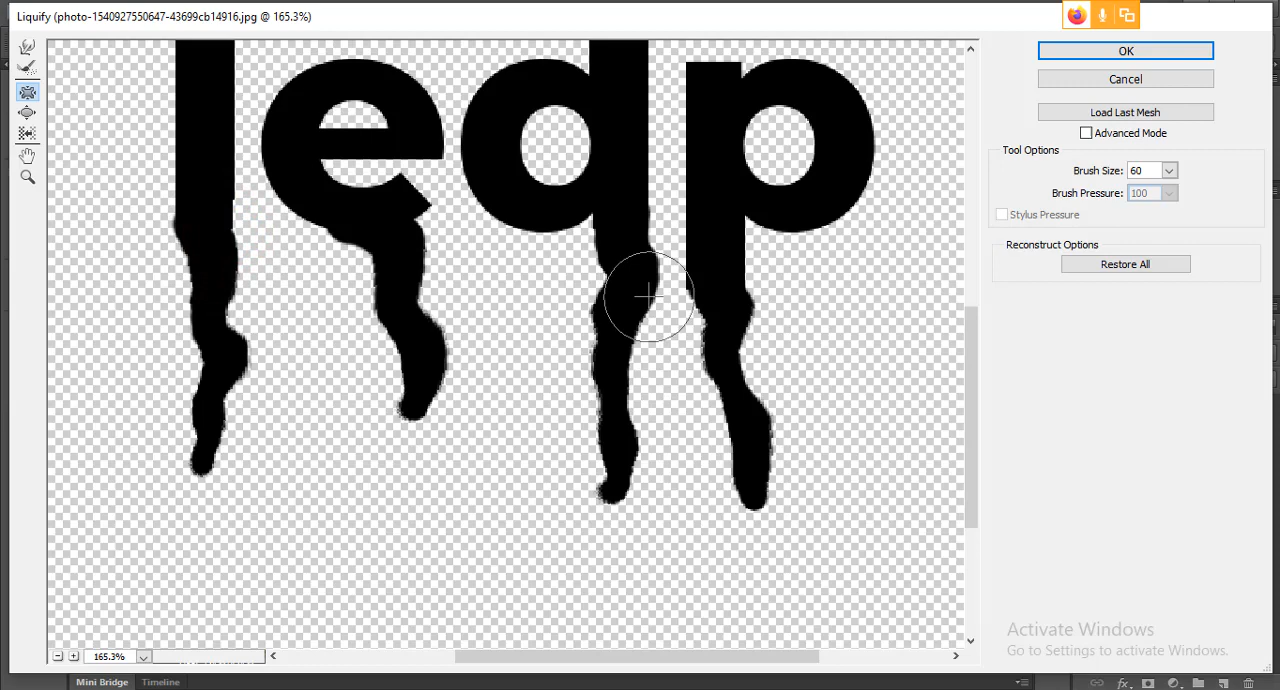 Liquify (photo-1540927550647-43699cb14916.jpg @ 165.3%)
OK
Cancel
Load Last Mesh
Advanced Mode
Tool Options
Brush Size: 60
Brush Pressure: 100
Stylus Pressure
Reconstruct Options
Restore All
leap
165.3%
Activate Windows
Go to Settings to activate Windows.
Mini Bridge
Timeline
fx